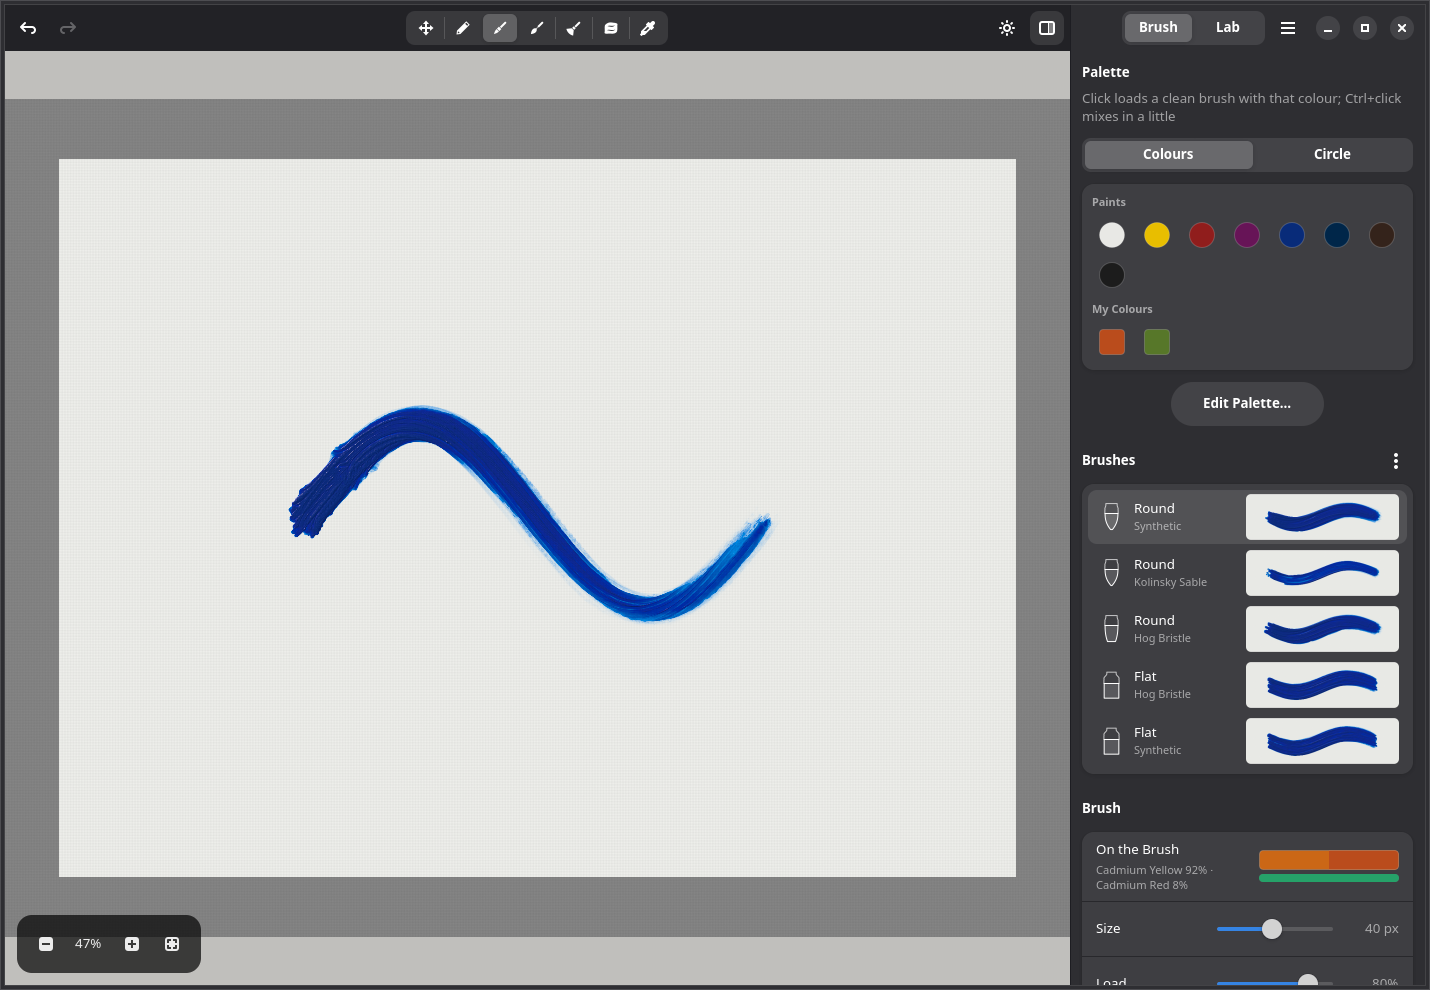 Brush
Lab
Palette
Click loads a clean brush with that colour; Ctrl+click
mixes in a little
Colours
Circle
Paints
My Colours
Edit Palette...
Brushes
Round
Synthetic
Round
Kolinsky Sable
Round
Hog Bristle
Flat
Hog Bristle
Flat
Synthetic
Brush
On the Brush
Cadmium Yellow 92% ·
Cadmium Red 8%
Size
40 px
Load
80%
47%